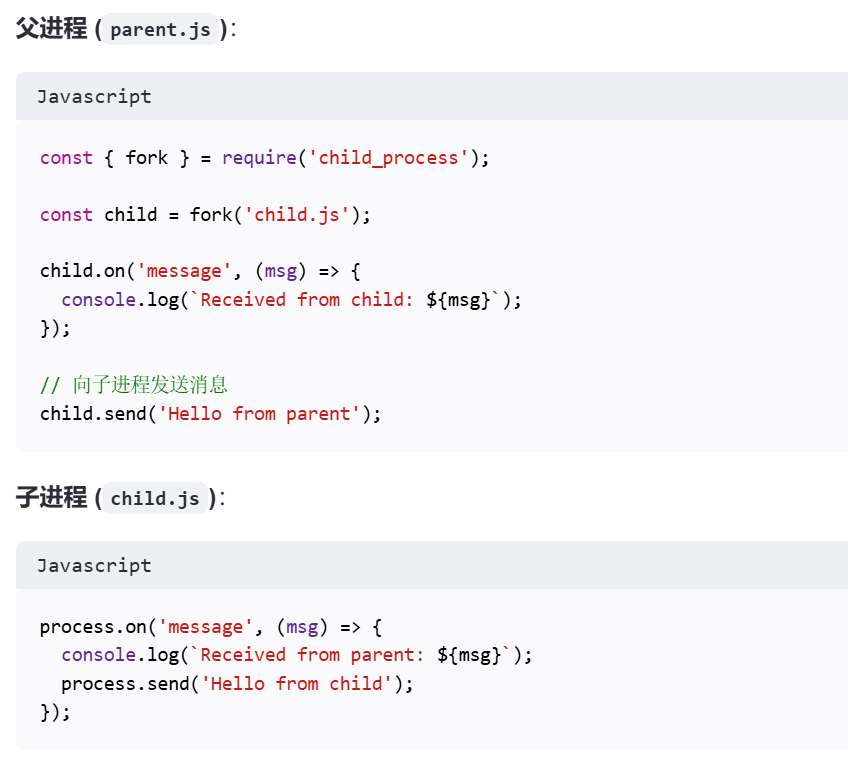 父进程 (parent.js)：
Javascript
const { fork } = require('child_process');
const child = fork('child.js');
child.on('message', (msg) => {
  console.log(`Received from child: ${msg}`);
});
// 向子进程发送消息
child.send('Hello from parent');
子进程 (child.js)：
Javascript
process.on('message', (msg) => {
  console.log(`Received from parent: ${msg}`);
  process.send('Hello from child');
});